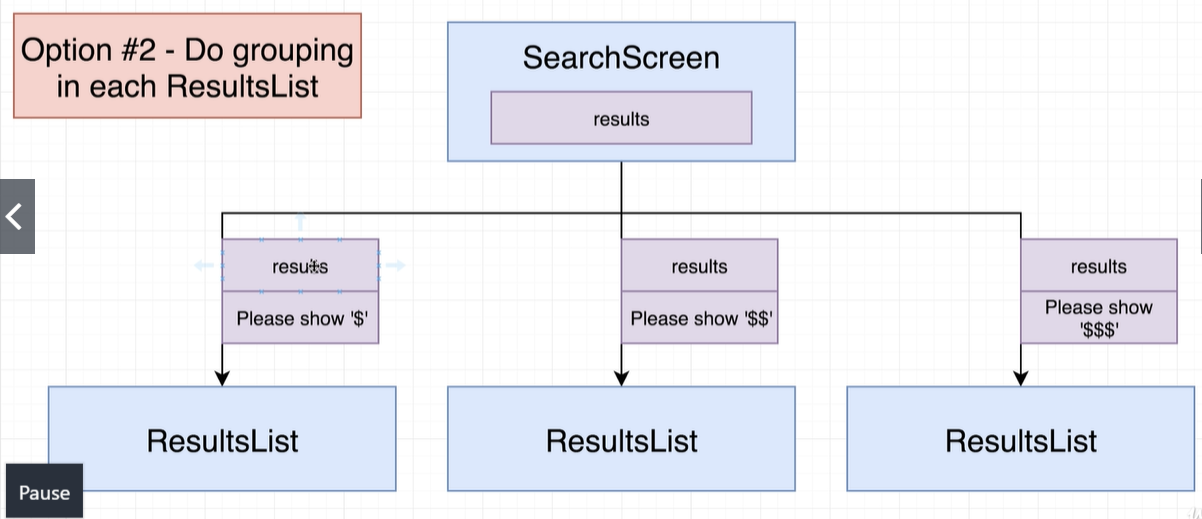 Option #2 - Do grouping
in each ResultsList
SearchScreen
results
results
results
results
Please show '$'
Please show '$$'
Please show
'$$$'
ResultsList
ResultsList
ResultsList
Pause